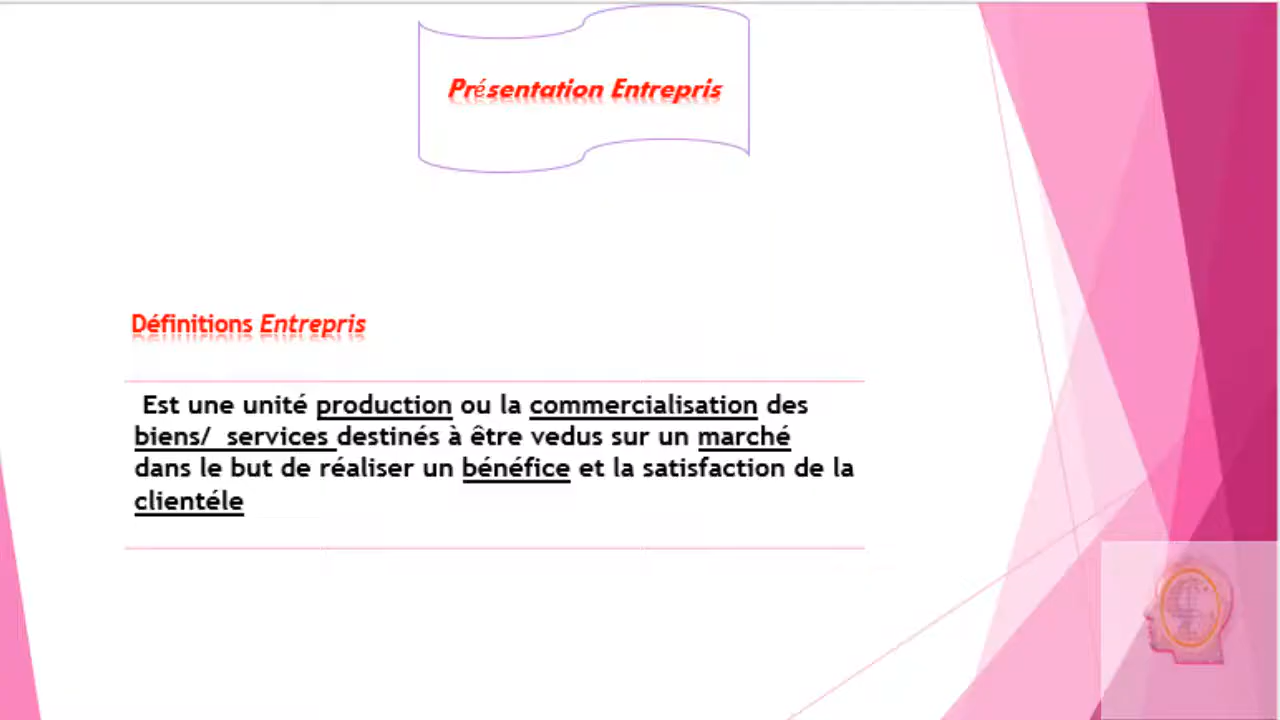 Présentation Entrepris
Définitions Entrepris
Est une unité production ou la commercialisation des
biens/ services destinés à être vedus sur un marché
dans le but de réaliser un bénéfice et la satisfaction de la
clientéle